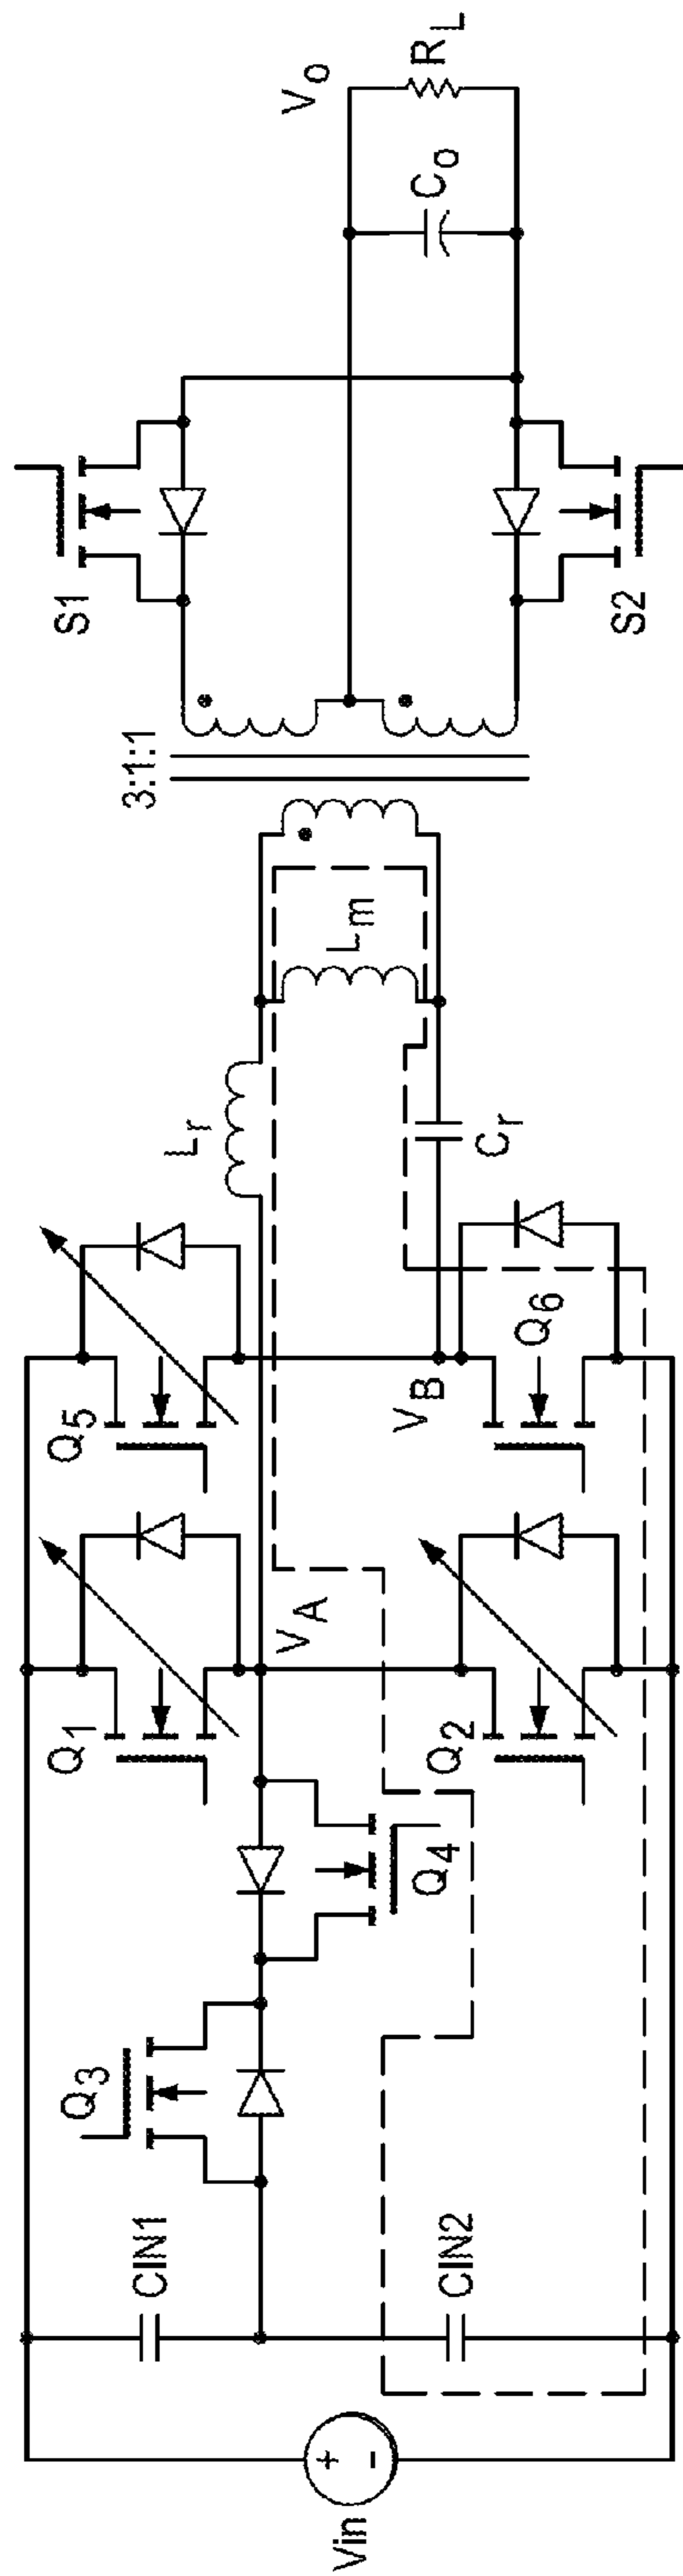 Vin
+
-
CIN1
CIN2
Q3
Q4
Q1
Q2
VA
Q5
Q6
VB
Lr
Cr
Lm
3:1:1
S1
S2
Vo
Co
RL